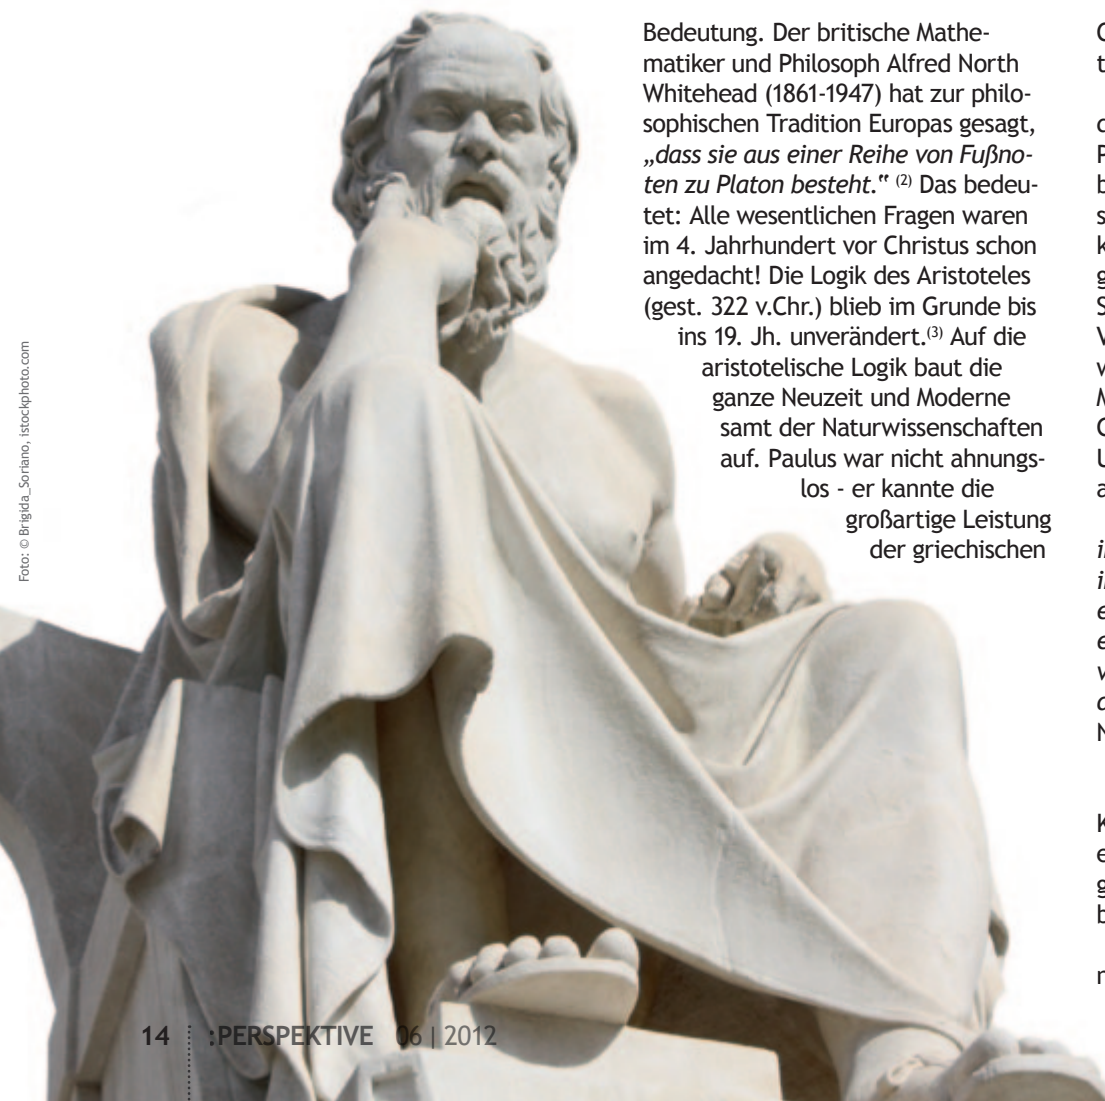 Bedeutung. Der britische Mathe-
matiker und Philosoph Alfred North
Whitehead (1861-1947) hat zur philo-
sophischen Tradition Europas gesagt,
„dass sie aus einer Reihe von Fußno-
ten zu Platon besteht.“ (2) Das bedeu-
tet: Alle wesentlichen Fragen waren
im 4. Jahrhundert vor Christus schon
angedacht! Die Logik des Aristoteles
(gest. 322 v.Chr.) blieb im Grunde bis
ins 19. Jh. unverändert.(3) Auf die
aristotelische Logik baut die
ganze Neuzeit und Moderne
samt der Naturwissenschaften
auf. Paulus war nicht ahnungs-
los - er kannte die
großartige Leistung
der griechischen
Foto: © Brigida_Soriano, istockphoto.com
14 :PERSPEKTIVE 06 | 2012